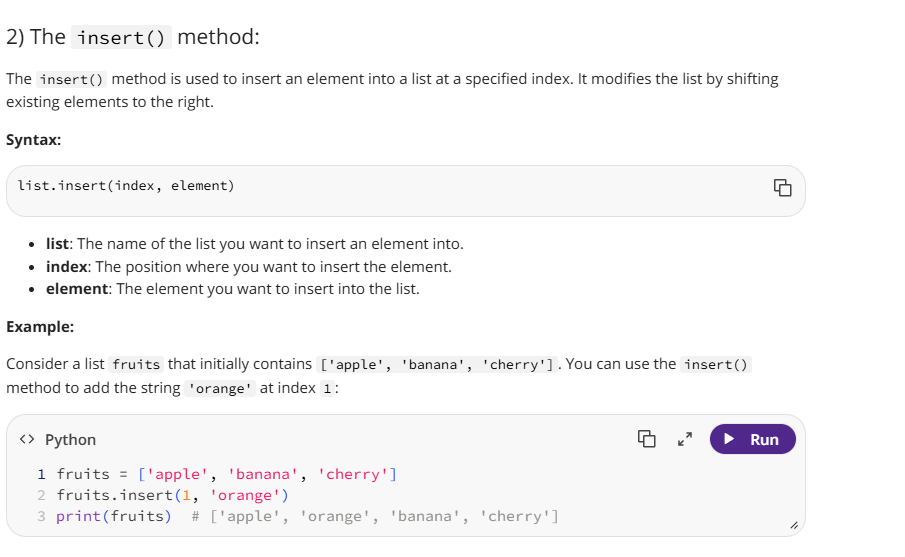 2) The insert() method:
The insert() method is used to insert an element into a list at a specified index. It modifies the list by shifting
existing elements to the right.
Syntax:
list.insert(index, element)
• list: The name of the list you want to insert an element into.
• index: The position where you want to insert the element.
• element: The element you want to insert into the list.
Example:
Consider a list fruits that initially contains ['apple', 'banana', 'cherry']. You can use the insert()
method to add the string 'orange' at index 1:
<> Python Run
1 fruits = ['apple', 'banana', 'cherry']
2 fruits.insert(1, 'orange')
3 print(fruits)  # ['apple', 'orange', 'banana', 'cherry']